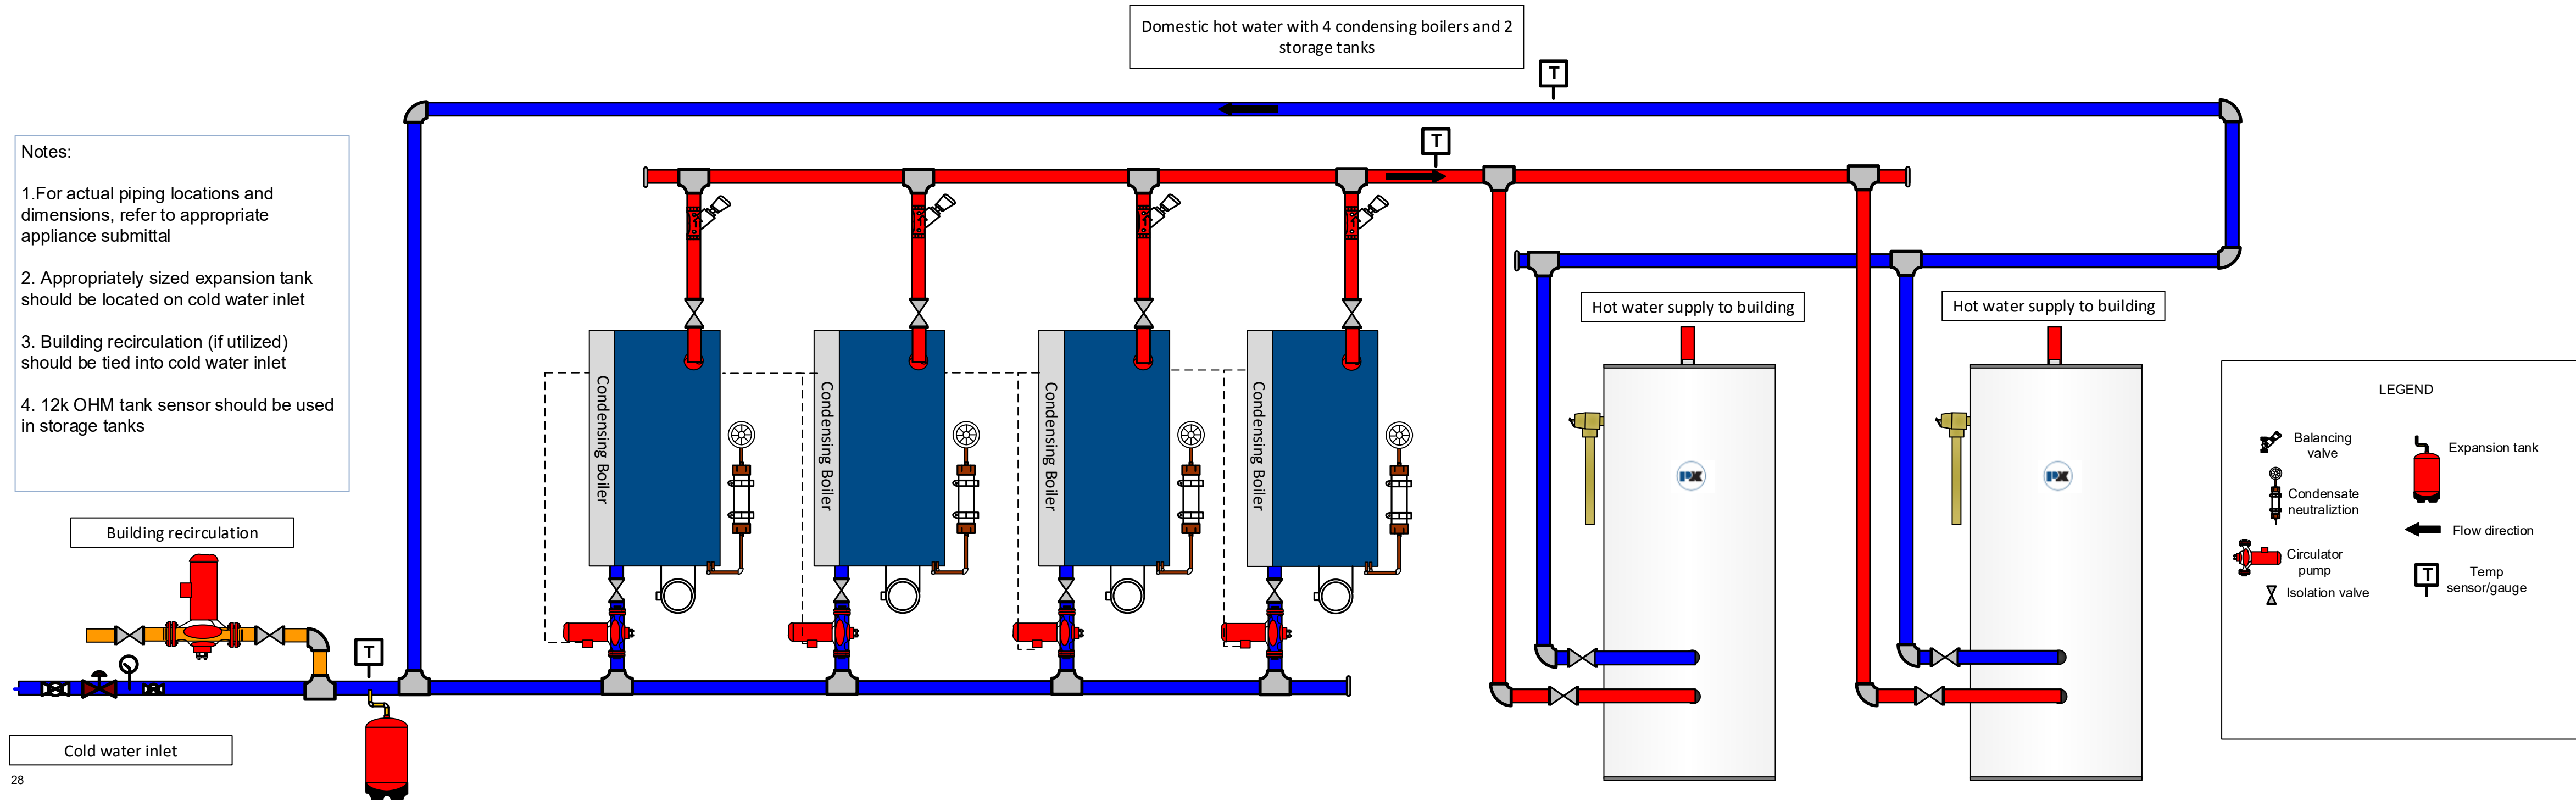 Domestic hot water with 4 condensing boilers and 2
storage tanks
T
T
Notes:
1.For actual piping locations and
dimensions, refer to appropriate
appliance submittal
2. Appropriately sized expansion tank
should be located on cold water inlet
3. Building recirculation (if utilized)
should be tied into cold water inlet
4. 12k OHM tank sensor should be used
in storage tanks
Hot water supply to building
Hot water supply to building
Condensing Boiler
Condensing Boiler
Condensing Boiler
Condensing Boiler
PX
PX
LEGEND
Balancing
valve
Expansion tank
Condensate
neutraliztion
Flow direction
Circulator
pump
T
Temp
sensor/gauge
Isolation valve
Building recirculation
T
Cold water inlet
28